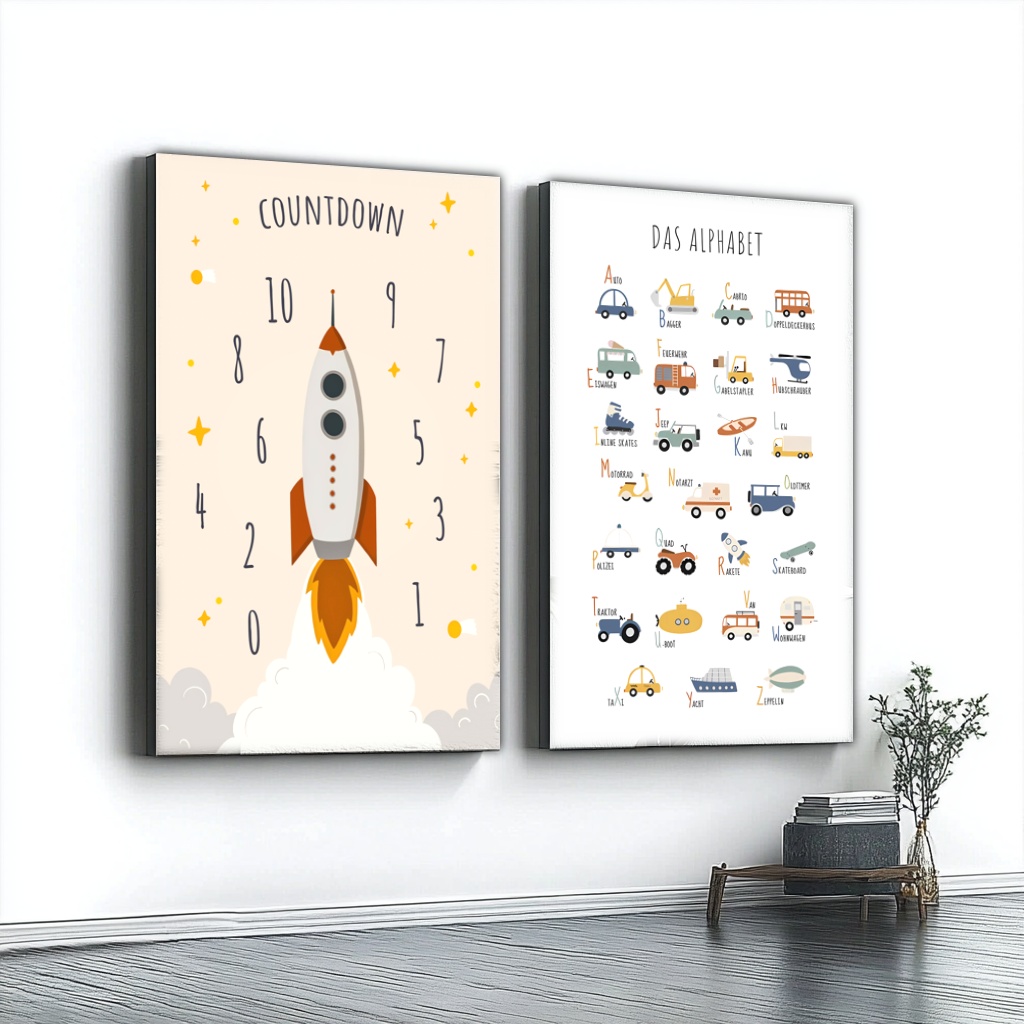 COUNTDOWN
10 9
8 7
6 5
4 3
2 1
0
DAS ALPHABET
AUTO
BAGGER
CABRIO
DOPPELDECKERBUS
EISWAGEN
FEUERWEHR
GABELSTAPLER
HUBSCHRAUBER
INLINE SKATES
JEEP
KANU
LKW
MOTORRAD
NOTARZT
OLDTIMER
POLIZEI
QUAD
RAKETE
SKATEBOARD
TRAKTOR
U-BOOT
VAN
WOHNWAGEN
TAXI
YACHT
ZEPPELIN